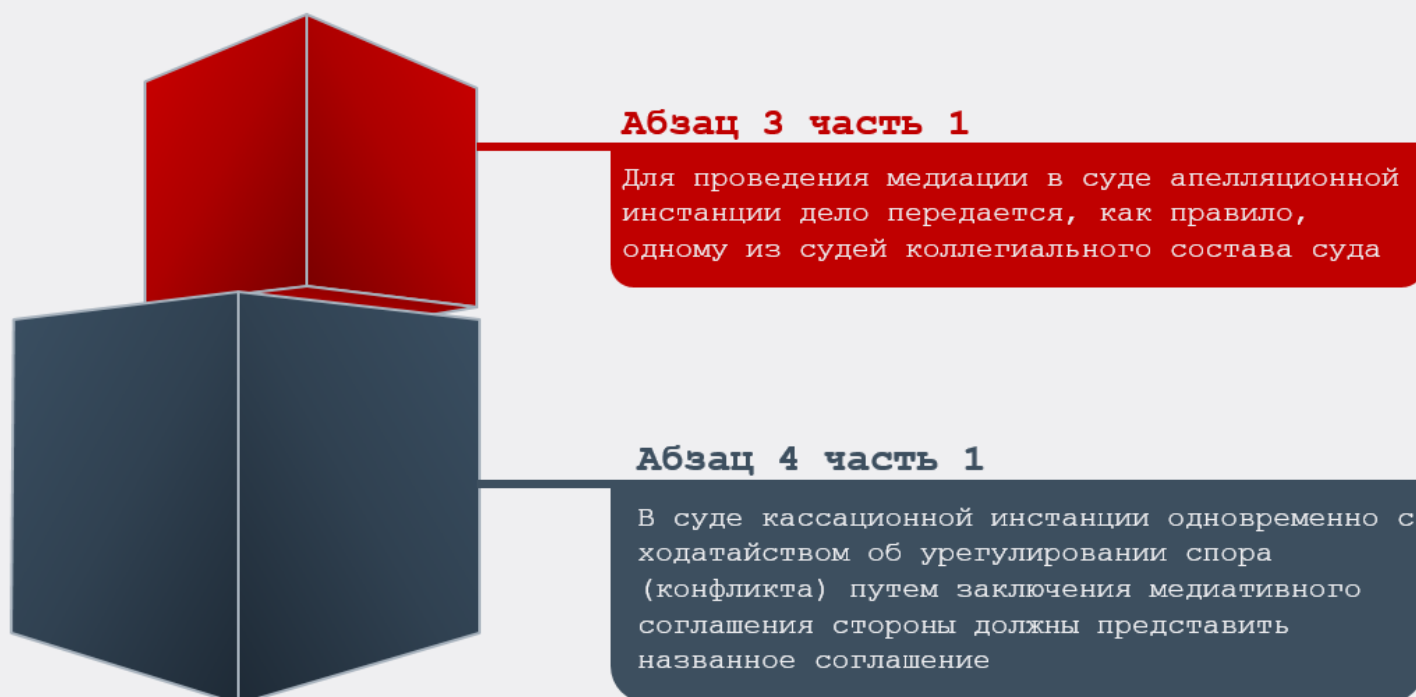 Абзац 3 часть 1
Для проведения медиации в суде апелляционной
инстанции дело передается, как правило,
одному из судей коллегиального состава суда
Абзац 4 часть 1
В суде кассационной инстанции одновременно с
ходатайством об урегулировании спора
(конфликта) путем заключения медиативного
соглашения стороны должны представить
названное соглашение